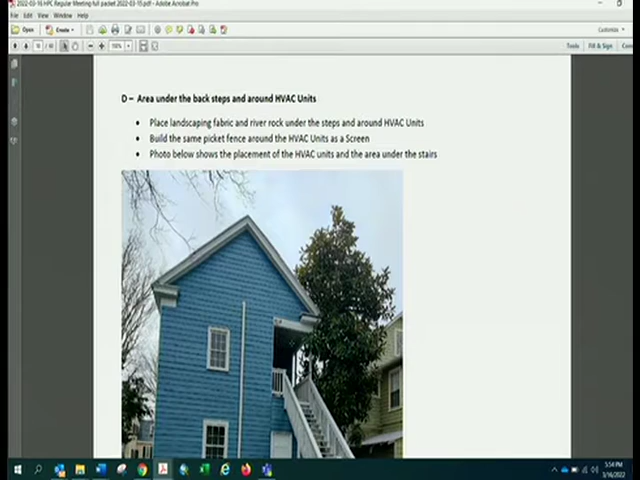 2022-03-16 HPC Regular Meeting full packet 2022-03-15.pdf - Adobe Acrobat Pro
File Edit View Window Help
Open Create Customize
Tools Fill & Sign
D – Area under the back steps and around HVAC Units
• Place landscaping fabric and river rock under the steps and around HVAC Units
• Build the same picket fence around the HVAC Units as a Screen
• Photo below shows the placement of the HVAC units and the area under the stairs
5:54 PM
3/16/2022